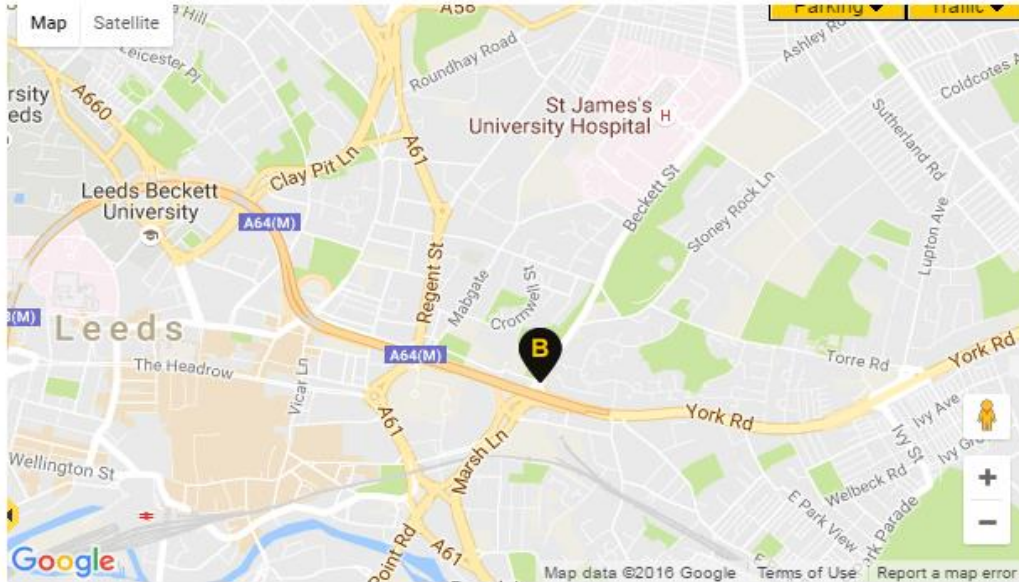 Map Satellite
A58
Parking
Traffic
Hill
Leicester Pl
Roundhay Road
Ashley Rd
Coldcotes A
rsity
eds
A660
St James's
University Hospital H
Sutherland Rd
A61
Clay Pit Ln
Leeds Beckett
University
Beckett St
Stoney Rock Ln
Lupton Ave
A64(M)
Regent St
Mabgate
Cromwell St
(M)
Leeds
B
The Headrow
Vicar Ln
A64(M)
Torre Rd
York Rd
York Rd
A61
Marsh Ln
Ivy Ave
Ivy St
Ivy Gr
Wellington St
Welbeck Rd
E Park View
York Parade
Point Rd
A61
+
−
Google
Map data ©2016 Google Terms of Use Report a map error